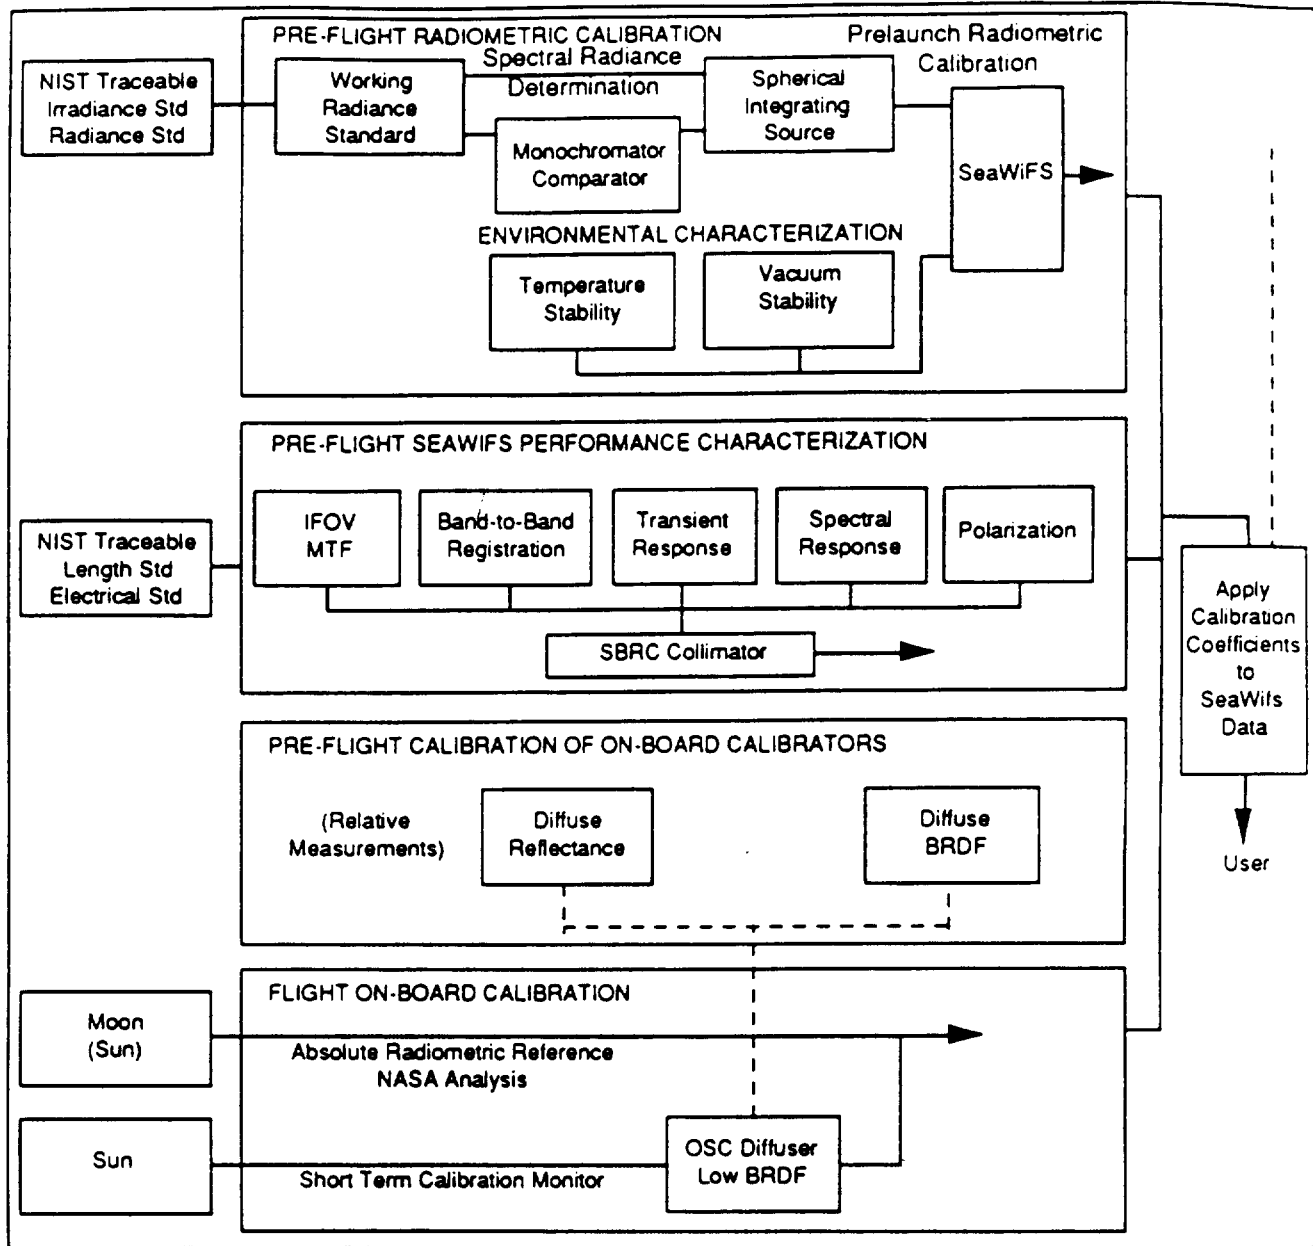 PRE-FLIGHT RADIOMETRIC CALIBRATION
Prelaunch Radiometric
Calibration
NIST Traceable
Irradiance Std
Radiance Std
Working
Radiance
Standard
Spectral Radiance
Determination
Spherical
Integrating
Source
Monochromator
Comparator
SeaWiFS
ENVIRONMENTAL CHARACTERIZATION
Temperature
Stability
Vacuum
Stability
PRE-FLIGHT SEAWIFS PERFORMANCE CHARACTERIZATION
NIST Traceable
Length Std
Electrical Std
IFOV
MTF
Band-to-Band
Registration
Transient
Response
Spectral
Response
Polarization
SBRC Collimator
Apply
Calibration
Coefficients
to
SeaWifs
Data
User
PRE-FLIGHT CALIBRATION OF ON-BOARD CALIBRATORS
(Relative
Measurements)
Diffuse
Reflectance
Diffuse
BRDF
FLIGHT ON-BOARD CALIBRATION
Moon
(Sun)
Absolute Radiometric Reference
NASA Analysis
Sun
Short Term Calibration Monitor
OSC Diffuser
Low BRDF